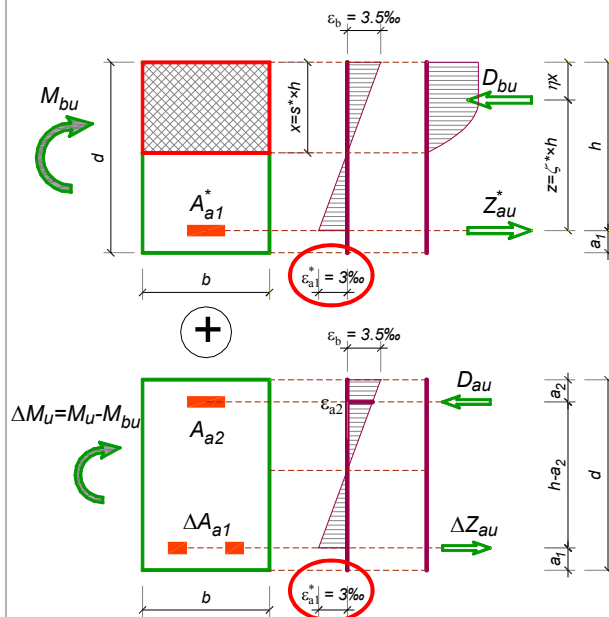 ε_b = 3.5‰
M_bu
d
x=s*×h
D_bu
ηx
z=ζ*×h
h
A*_a1
Z*_au
a_1
b
ε*_a1 = 3‰
+
ε_b = 3.5‰
ΔM_u=M_u-M_bu
A_a2
ε_a2
D_au
a_2
h-a_2
d
ΔA_a1
ΔZ_au
a_1
b
ε*_a1 = 3‰